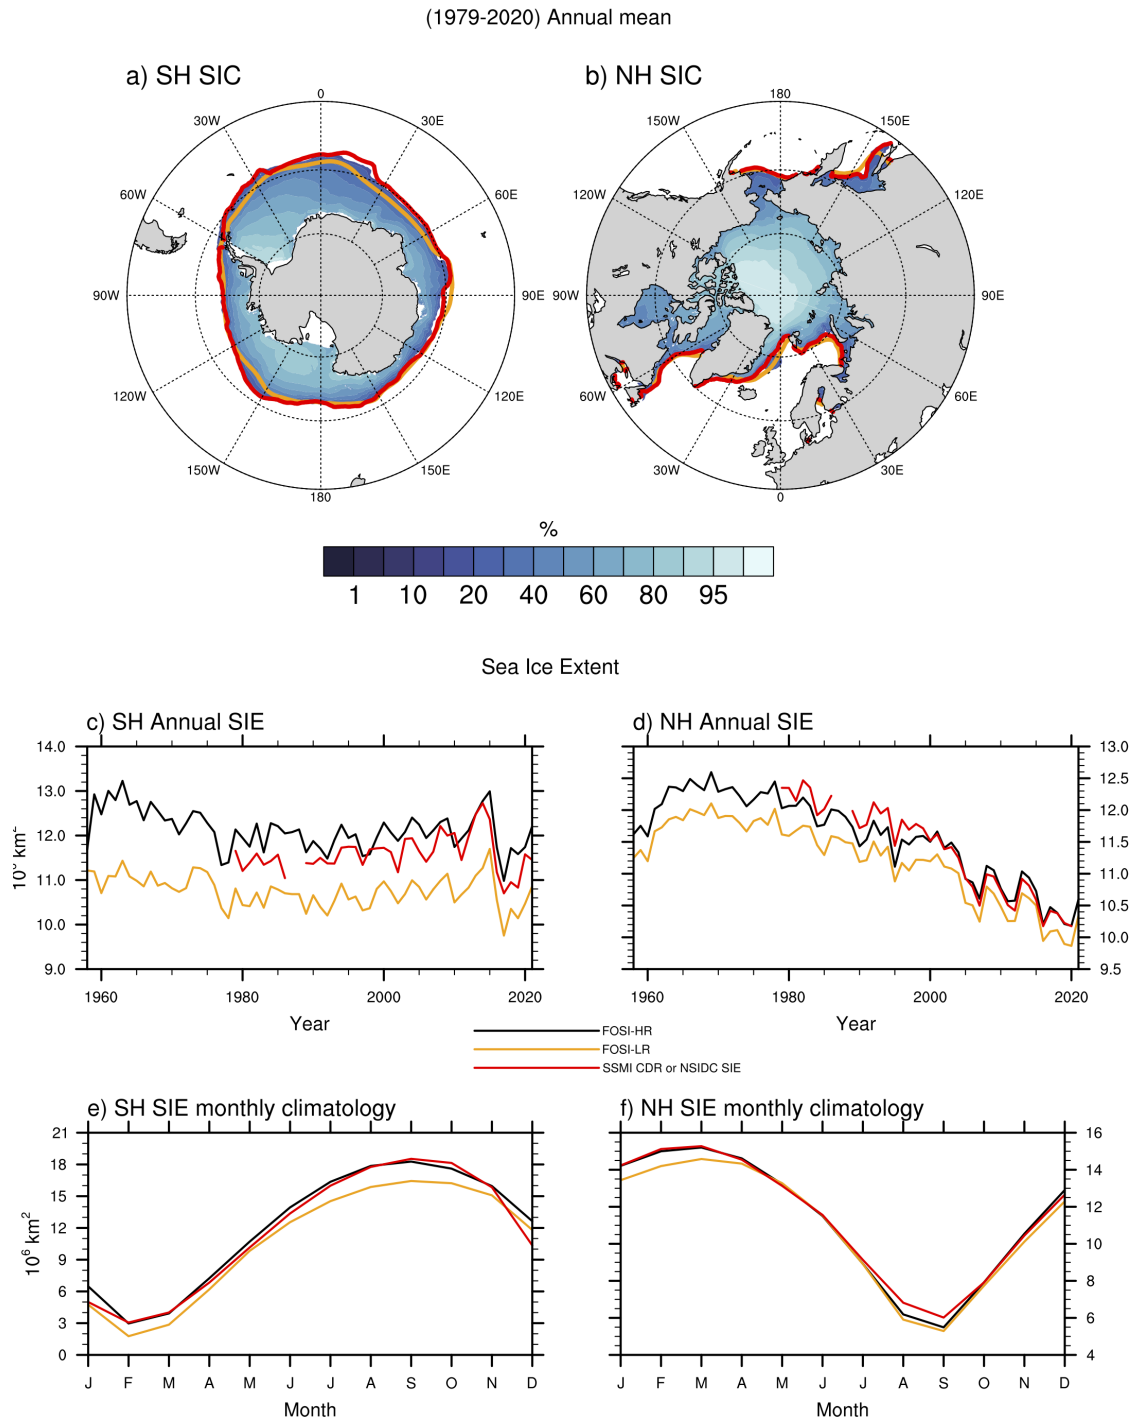 (1979-2020) Annual mean
a) SH SIC
b) NH SIC
0
30E
60E
90E
120E
150E
180
150W
120W
90W
60W
30W
180
150E
120E
90E
60E
30E
0
30W
60W
90W
120W
150W
%
1 10 20 40 60 80 95
Sea Ice Extent
c) SH Annual SIE
14.0
13.0
12.0
11.0
10.0
9.0
1960 1980 2000 2020
Year
d) NH Annual SIE
13.0
12.5
12.0
11.5
11.0
10.5
10.0
9.5
1960 1980 2000 2020
Year
FOSI-HR
FOSI-LR
SSMI CDR or NSIDC SIE
e) SH SIE monthly climatology
10⁶ km²
21
18
15
12
9
6
3
0
J F M A M J J A S O N D
Month
f) NH SIE monthly climatology
16
14
12
10
8
6
4
J F M A M J J A S O N D
Month